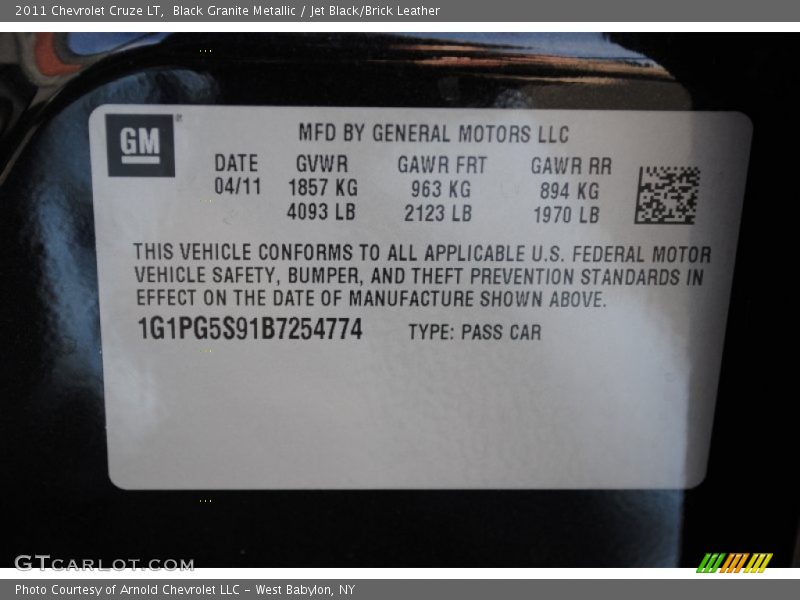 2011 Chevrolet Cruze LT,  Black Granite Metallic / Jet Black/Brick Leather
GM
MFD BY GENERAL MOTORS LLC
DATE GVWR GAWR FRT GAWR RR
04/11 1857 KG 963 KG 894 KG
4093 LB 2123 LB 1970 LB
THIS VEHICLE CONFORMS TO ALL APPLICABLE U.S. FEDERAL MOTOR
VEHICLE SAFETY, BUMPER, AND THEFT PREVENTION STANDARDS IN
EFFECT ON THE DATE OF MANUFACTURE SHOWN ABOVE.
1G1PG5S91B7254774 TYPE: PASS CAR
GTCARLOT.COM
Photo Courtesy of Arnold Chevrolet LLC - West Babylon, NY